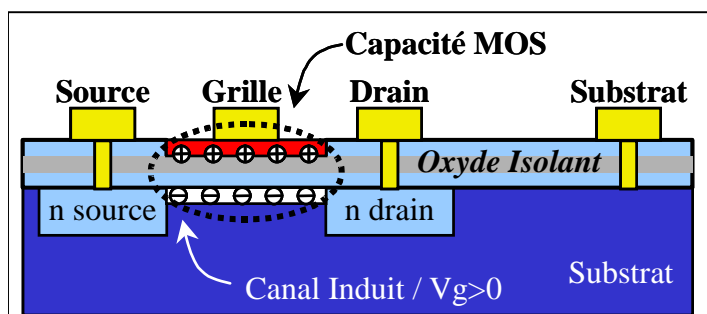 Capacité MOS
Source Grille Drain Substrat
Oxyde Isolant
n source n drain
Substrat
Canal Induit / Vg>0